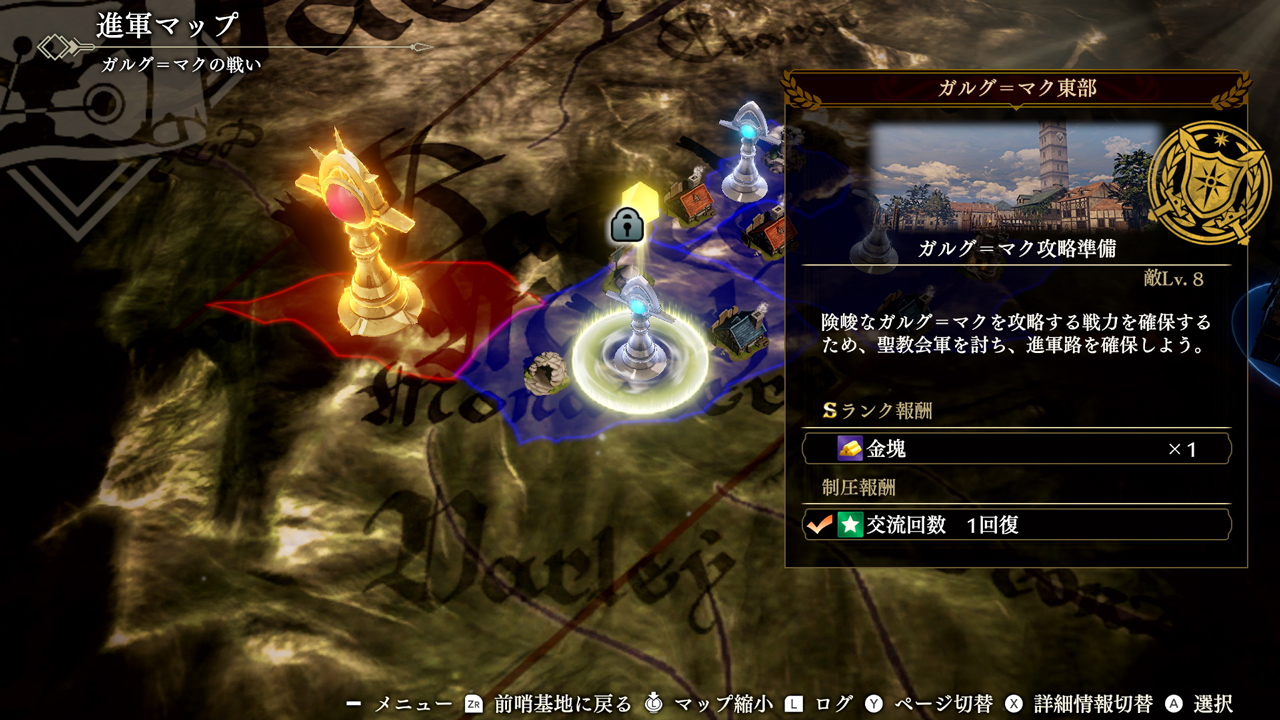 進軍マップ
ガルグ=マクの戦い
ガルグ=マク東部
ガルグ=マク攻略準備
敵Lv. 8
険峻なガルグ=マクを攻略する戦力を確保する
ため、聖教会軍を討ち、進軍路を確保しよう。
Sランク報酬
金塊 ×1
制圧報酬
交流回数 1回復
Varley
ー メニュー ZR 前哨基地に戻る L マップ縮小 L ログ Y ページ切替 X 詳細情報切替 A 選択